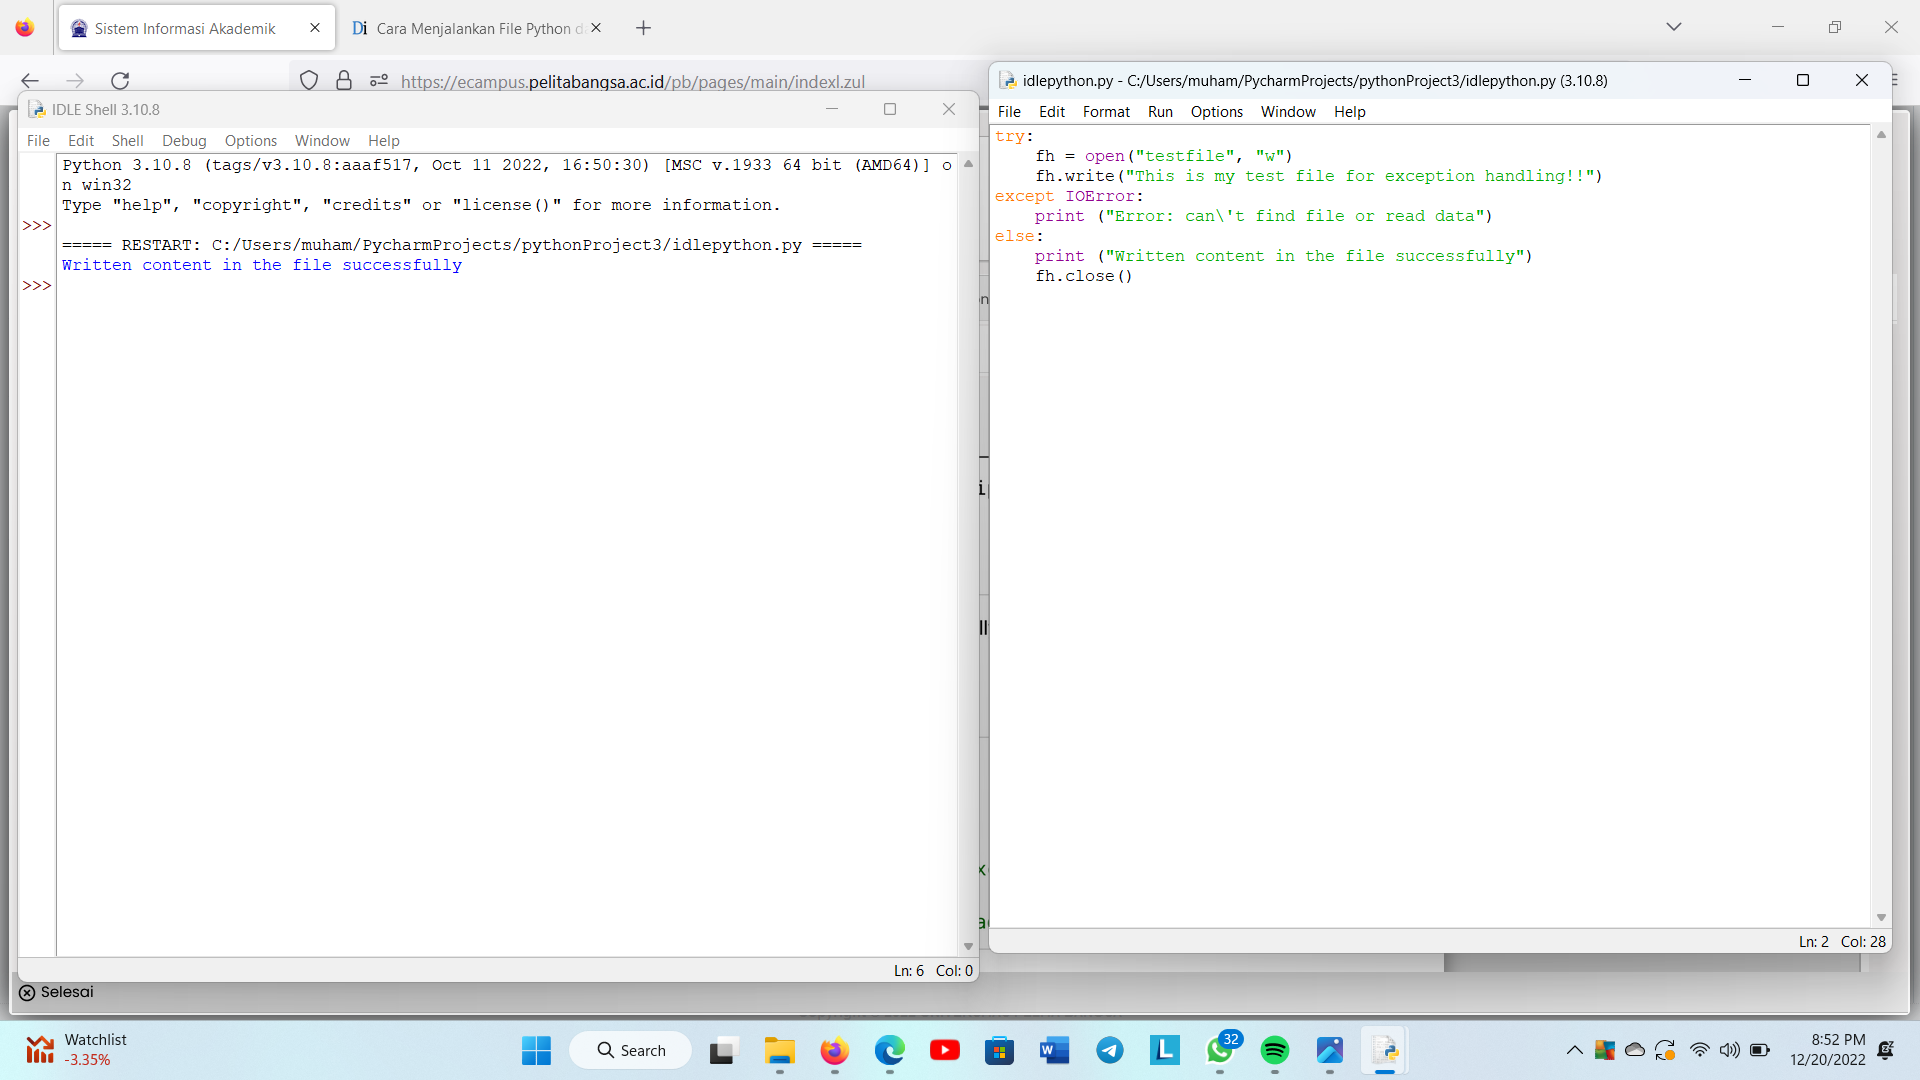 Sistem Informasi Akademik
Di Cara Menjalankan File Python d
https://ecampus.pelitabangsa.ac.id/pb/pages/main/indexl.zul
IDLE Shell 3.10.8
File Edit Shell Debug Options Window Help
Python 3.10.8 (tags/v3.10.8:aaaf517, Oct 11 2022, 16:50:30) [MSC v.1933 64 bit (AMD64)] o
n win32
Type "help", "copyright", "credits" or "license()" for more information.
>>>
===== RESTART: C:/Users/muham/PycharmProjects/pythonProject3/idlepython.py =====
Written content in the file successfully
>>>
Ln: 6 Col: 0
idlepython.py - C:/Users/muham/PycharmProjects/pythonProject3/idlepython.py (3.10.8)
File Edit Format Run Options Window Help
try:
    fh = open("testfile", "w")
    fh.write("This is my test file for exception handling!!")
except IOError:
    print ("Error: can\'t find file or read data")
else:
    print ("Written content in the file successfully")
    fh.close()
Ln: 2 Col: 28
Selesai
Watchlist
-3.35%
Search
32
8:52 PM
12/20/2022